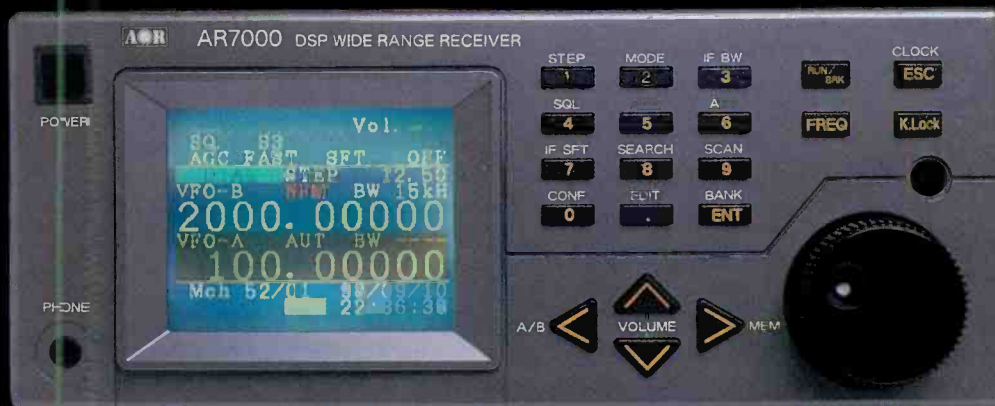 AOR AR7000 DSP WIDE RANGE RECEIVER
POWER
PHONE
Vol.
SQ. S3
AGC FAST SFT OFF
STEP 12.50
VFO-B BW 15kH
2000.00000
VFO-A AUT BW
100.00000
Mch 52/01
STEP MODE IF BW
1 2 3
SQL A
4 5 6
IF SFT SEARCH SCAN
7 8 9
CONF EDIT BANK
0 . ENT
CLOCK
RUN/BRK ESC
FREQ K.Lock
A/B VOLUME MEM